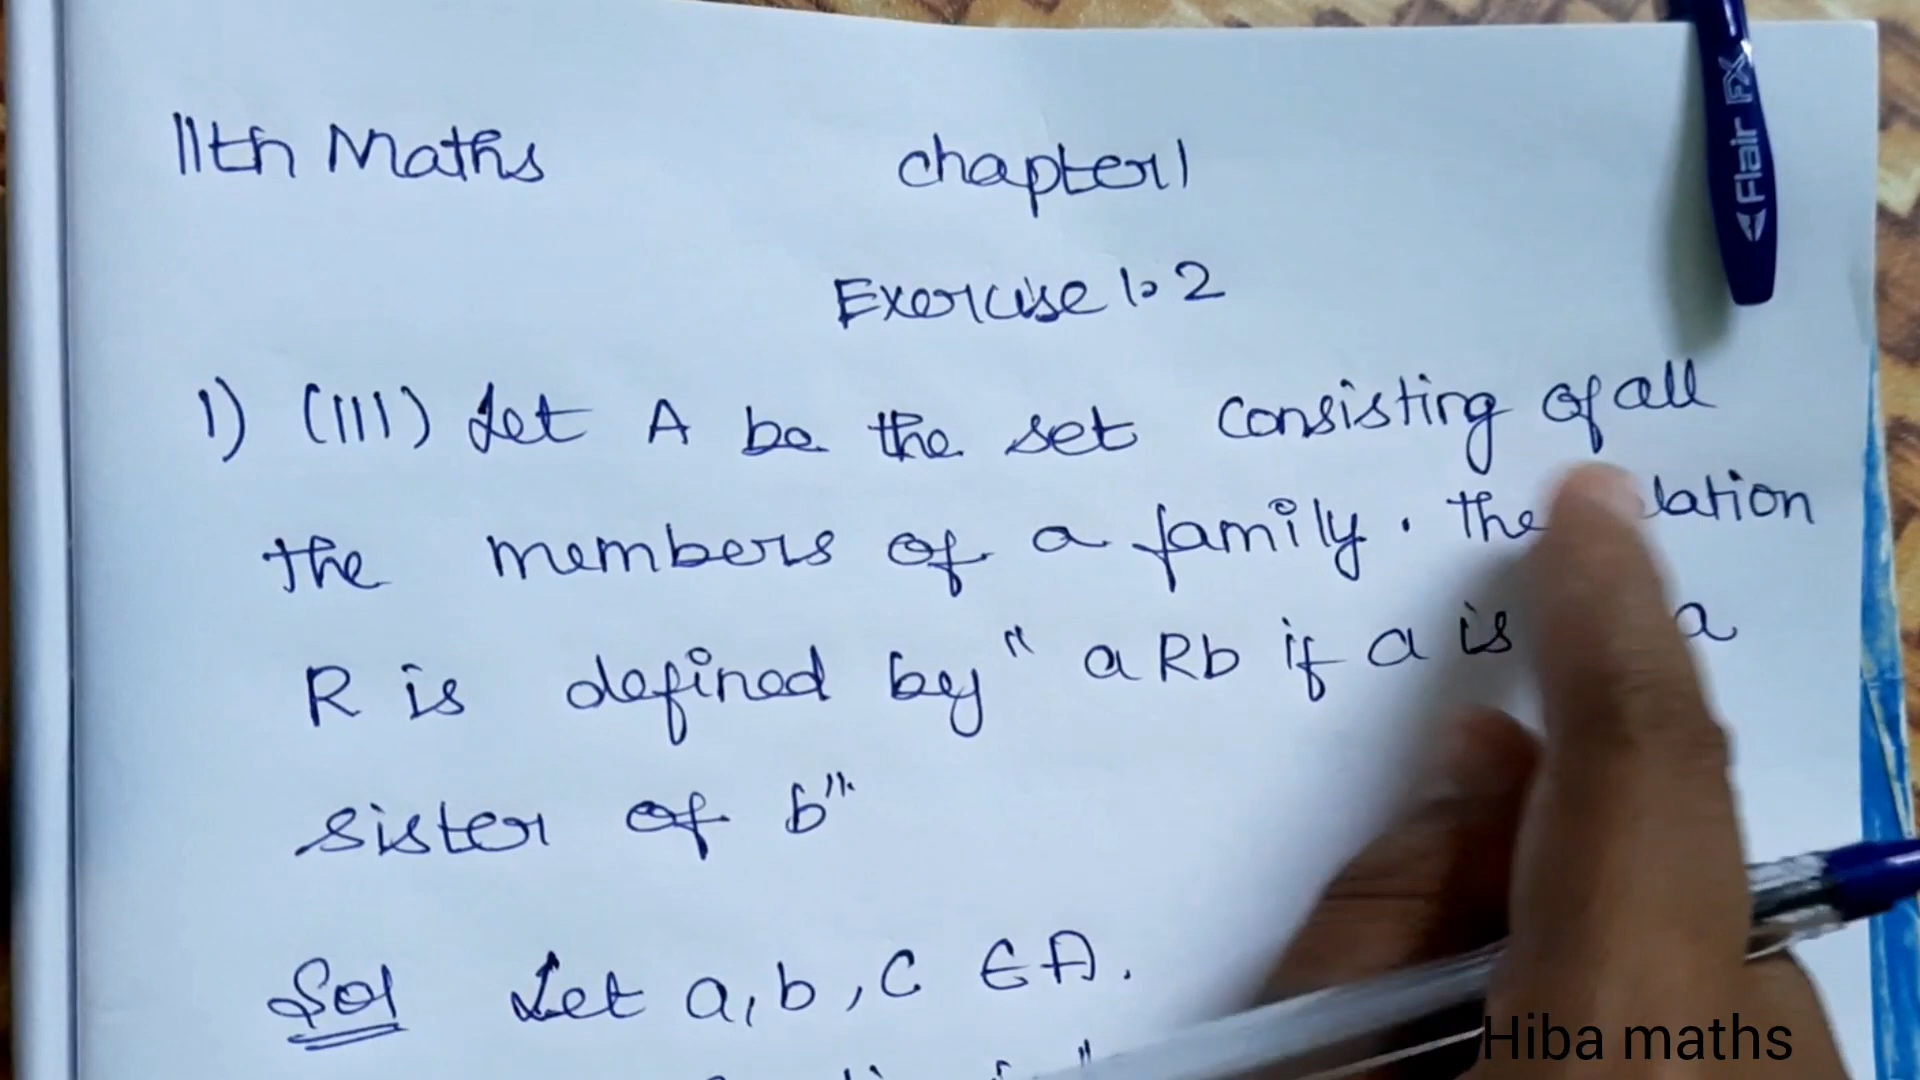 11th Maths chapter 1
Exercise 1.2
1) (III) Let A be the set consisting of all
the members of a family. The lation
R is defined by "a R b if a is a
sister of b".
Sol Let a, b, c ∈ A.
Flair FX
Hiba maths